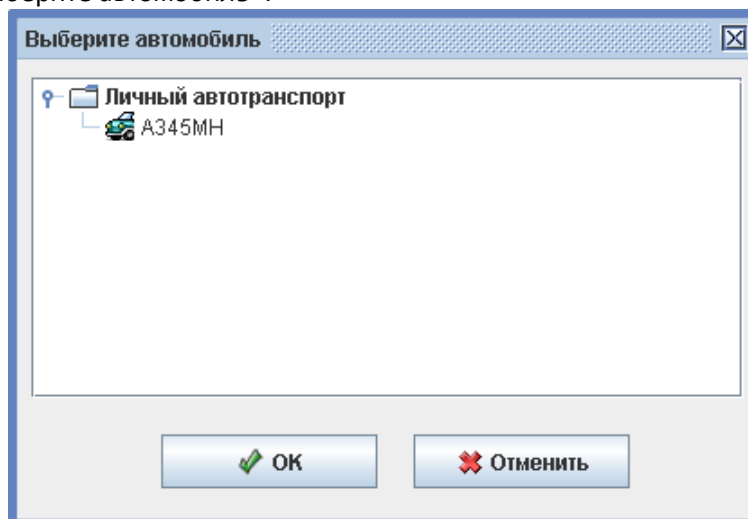 Выберите автомобиль
Личный автотранспорт
А345МН
ОК
Отменить